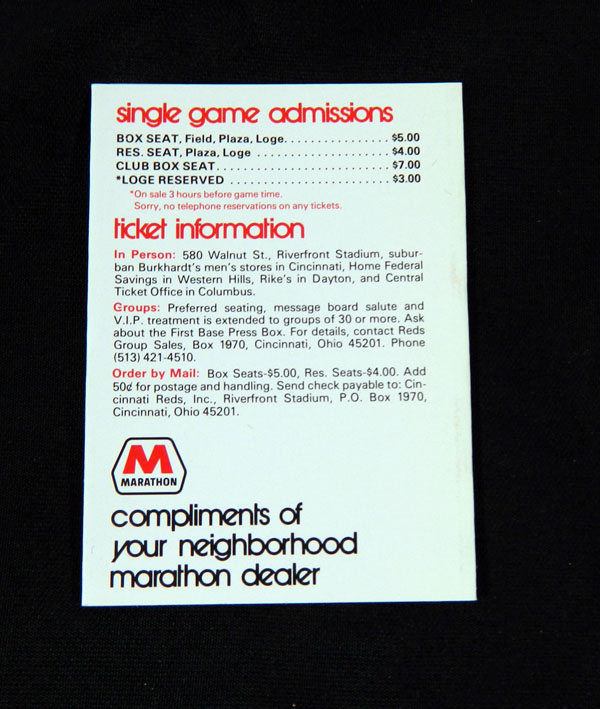 single game admissions
BOX SEAT, Field, Plaza, Loge. . . . . . . . . . . . . . . . $5.00
RES. SEAT, Plaza, Loge . . . . . . . . . . . . . . . . . . . . $4.00
CLUB BOX SEAT. . . . . . . . . . . . . . . . . . . . . . . . . . $7.00
*LOGE RESERVED . . . . . . . . . . . . . . . . . . . . . . . . $3.00
*On sale 3 hours before game time.
Sorry, no telephone reservations on any tickets.
ticket information
In Person: 580 Walnut St., Riverfront Stadium, subur-
ban Burkhardt's men's stores in Cincinnati, Home Federal
Savings in Western Hills, Rike's in Dayton, and Central
Ticket Office in Columbus.
Groups: Preferred seating, message board salute and
V.I.P. treatment is extended to groups of 30 or more. Ask
about the First Base Press Box. For details, contact Reds
Group Sales, Box 1970, Cincinnati, Ohio 45201. Phone
(513) 421-4510.
Order by Mail: Box Seats-$5.00, Res. Seats-$4.00. Add
50¢ for postage and handling. Send check payable to: Cin-
cinnati Reds, Inc., Riverfront Stadium, P.O. Box 1970,
Cincinnati, Ohio 45201.
M
MARATHON
compliments of
your neighborhood
marathon dealer